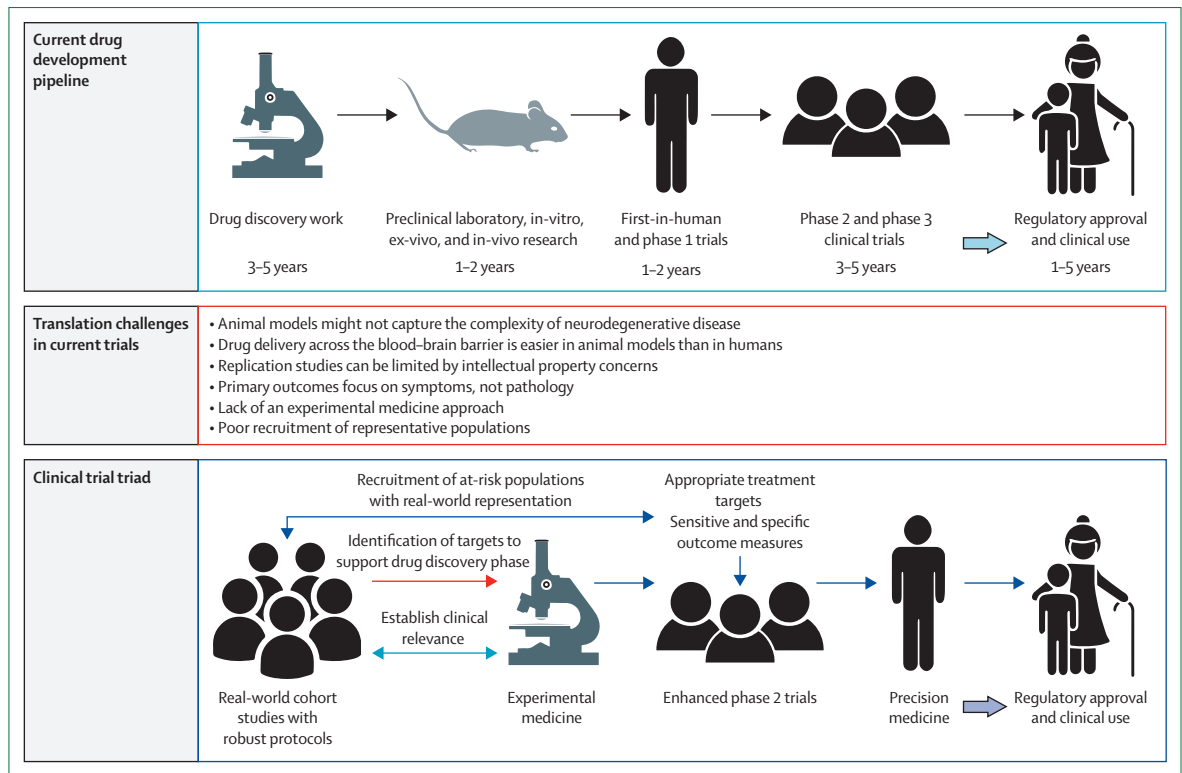 Current drug
development
pipeline
Drug discovery work
3–5 years
Preclinical laboratory, in-vitro,
ex-vivo, and in-vivo research
1–2 years
First-in-human
and phase 1 trials
1–2 years
Phase 2 and phase 3
clinical trials
3–5 years
Regulatory approval
and clinical use
1–5 years
Translation challenges
in current trials
• Animal models might not capture the complexity of neurodegenerative disease
• Drug delivery across the blood–brain barrier is easier in animal models than in humans
• Replication studies can be limited by intellectual property concerns
• Primary outcomes focus on symptoms, not pathology
• Lack of an experimental medicine approach
• Poor recruitment of representative populations
Clinical trial triad
Recruitment of at-risk populations
with real-world representation
Identification of targets to
support drug discovery phase
Establish clinical
relevance
Appropriate treatment
targets
Sensitive and specific
outcome measures
Real-world cohort
studies with
robust protocols
Experimental
medicine
Enhanced phase 2 trials
Precision
medicine
Regulatory approval
and clinical use